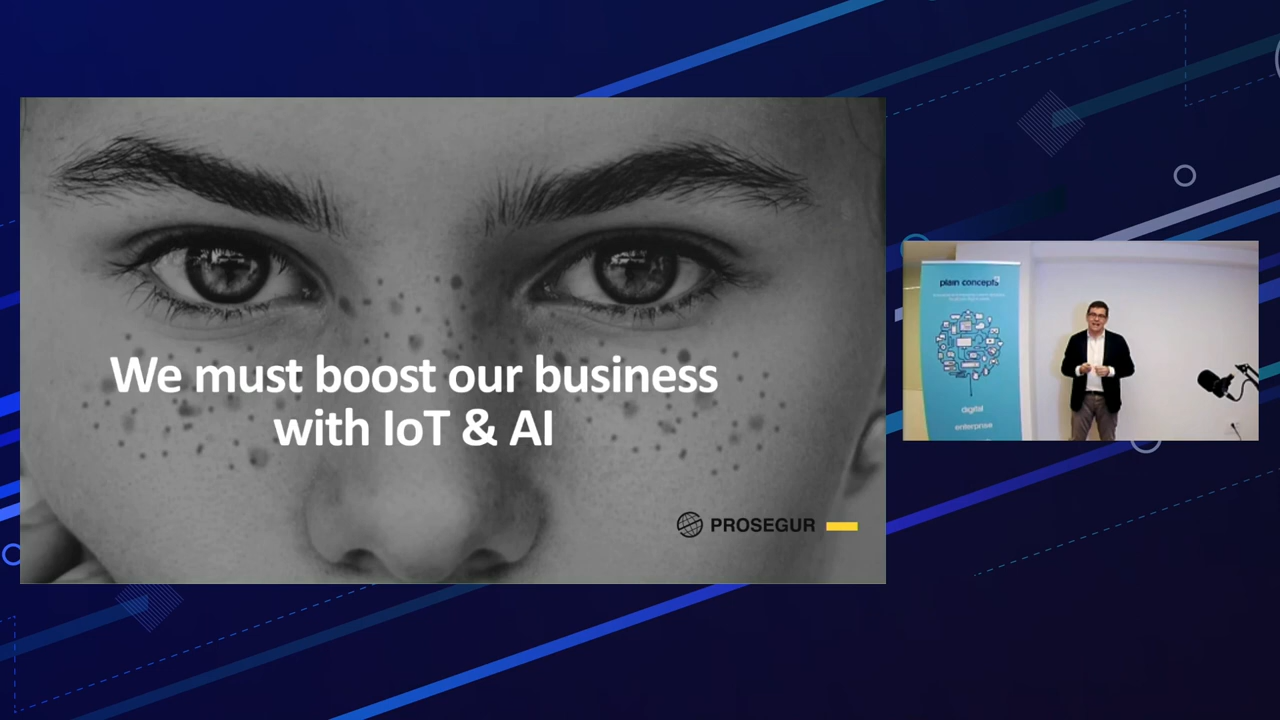 We must boost our business
with IoT & AI
PROSEGUR
plain concepts
digital
enterprise